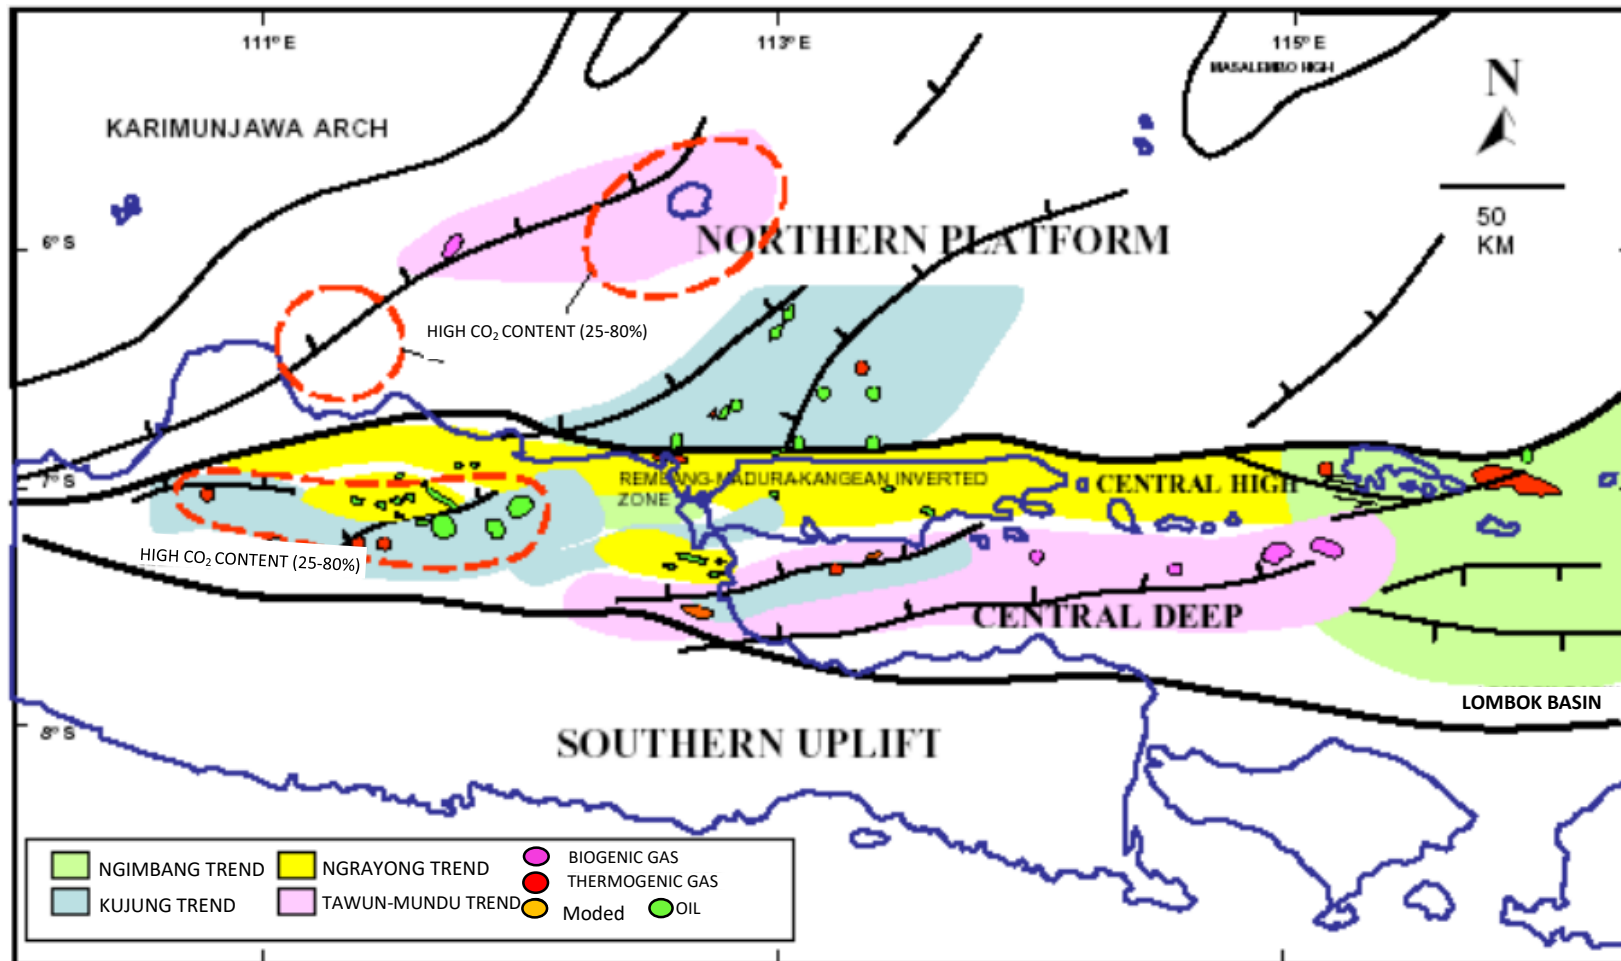 111° E
113° E
115° E
MASALEMBO HIGH
N
KARIMUNJAWA ARCH
50
KM
6° S
NORTHERN PLATFORM
HIGH CO₂ CONTENT (25-80%)
7° S
REMBANG-MADURA-KANGEAN INVERTED
ZONE
CENTRAL HIGH
HIGH CO₂ CONTENT (25-80%)
CENTRAL DEEP
LOMBOK BASIN
8° S
SOUTHERN UPLIFT
NGIMBANG TREND
NGRAYONG TREND
BIOGENIC GAS
THERMOGENIC GAS
KUJUNG TREND
TAWUN-MUNDU TREND
Moded
OIL